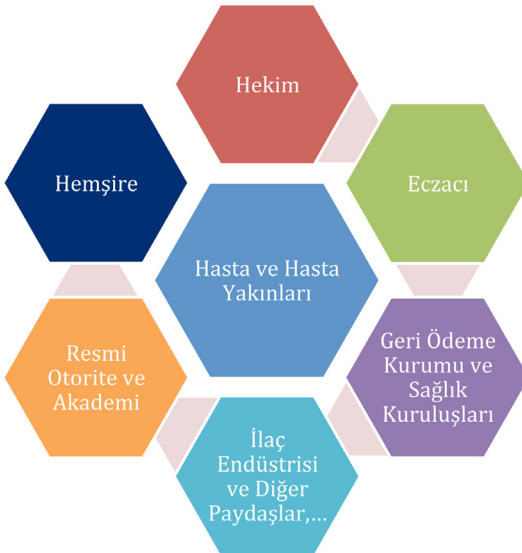 Hekim
Hemşire
Eczacı
Hasta ve Hasta
Yakınları
Resmi
Otorite ve
Akademi
Geri Ödeme
Kurumu ve
Sağlık
Kuruluşları
İlaç
Endüstrisi
ve Diğer
Paydaşlar,...